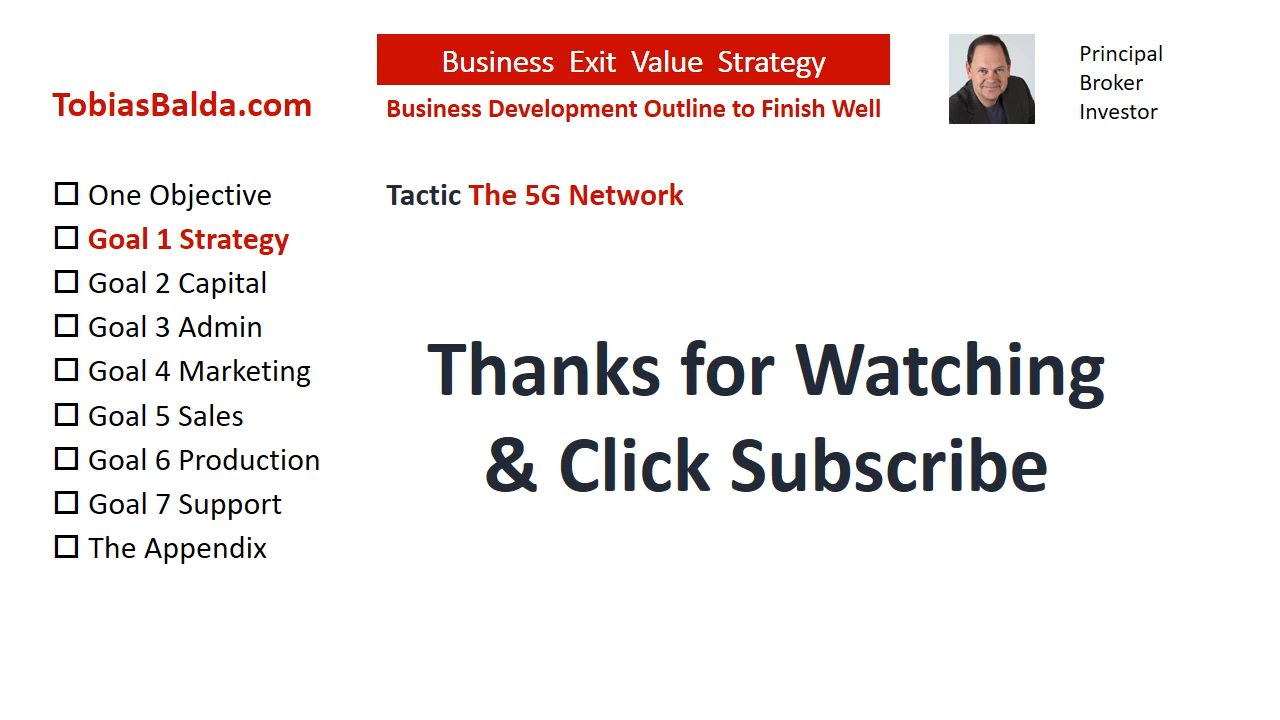 TobiasBalda.com
Business Exit Value Strategy
Business Development Outline to Finish Well
Principal
Broker
Investor
One Objective
Goal 1 Strategy
Goal 2 Capital
Goal 3 Admin
Goal 4 Marketing
Goal 5 Sales
Goal 6 Production
Goal 7 Support
The Appendix
Tactic The 5G Network
Thanks for Watching
& Click Subscribe